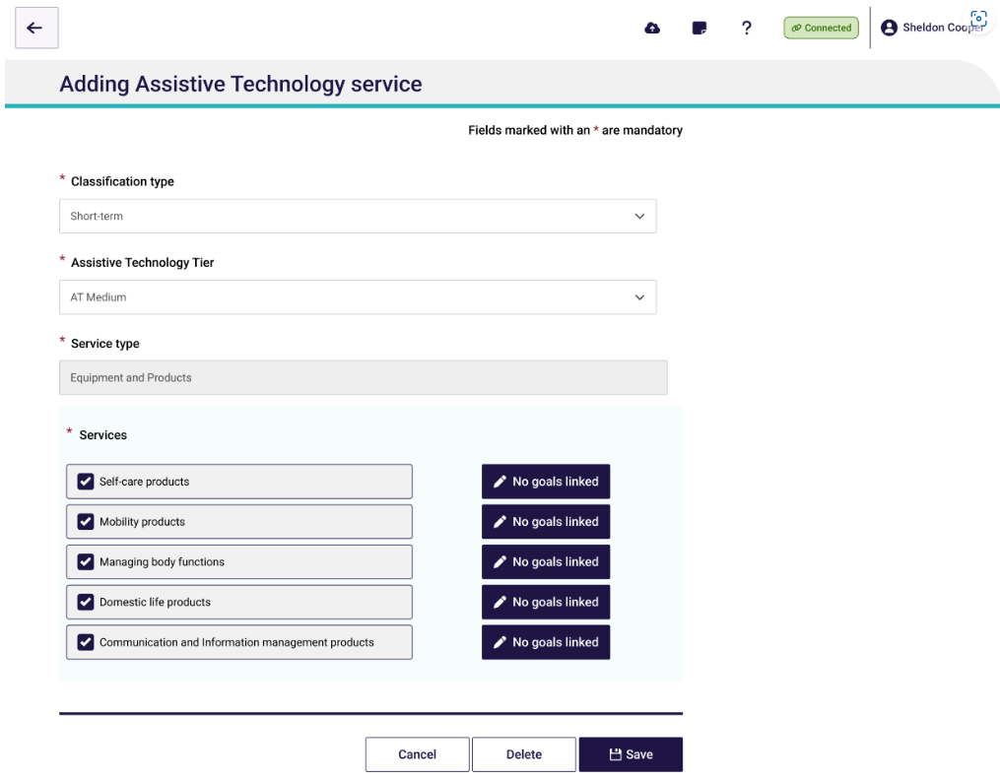 Connected
Sheldon Cooper
Adding Assistive Technology service
Fields marked with an * are mandatory
* Classification type
Short-term
* Assistive Technology Tier
AT Medium
* Service type
Equipment and Products
* Services
Self-care products No goals linked
Mobility products No goals linked
Managing body functions No goals linked
Domestic life products No goals linked
Communication and Information management products No goals linked
Cancel Delete Save